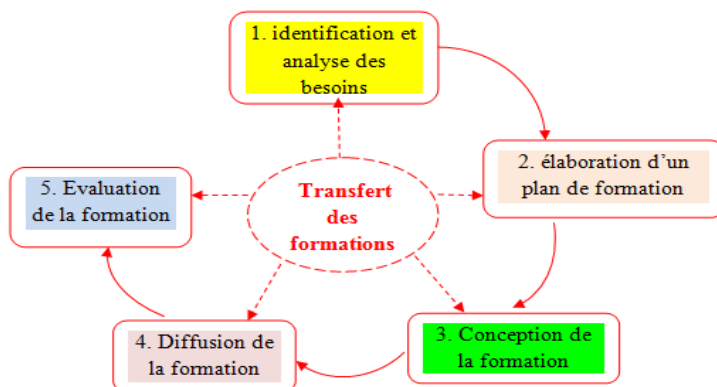 1. identification et
analyse des
besoins
2. élaboration d’un
plan de formation
5. Evaluation
de la formation
Transfert
des
formations
3. Conception de
la formation
4. Diffusion de
la formation